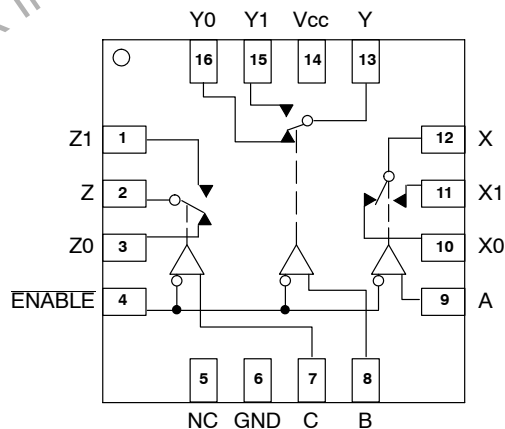 Y0 Y1 Vcc Y
16 15 14 13
Z1 1 12 X
Z 2 11 X1
Z0 3 10 X0
ENABLE 4 9 A
5 6 7 8
NC GND C B